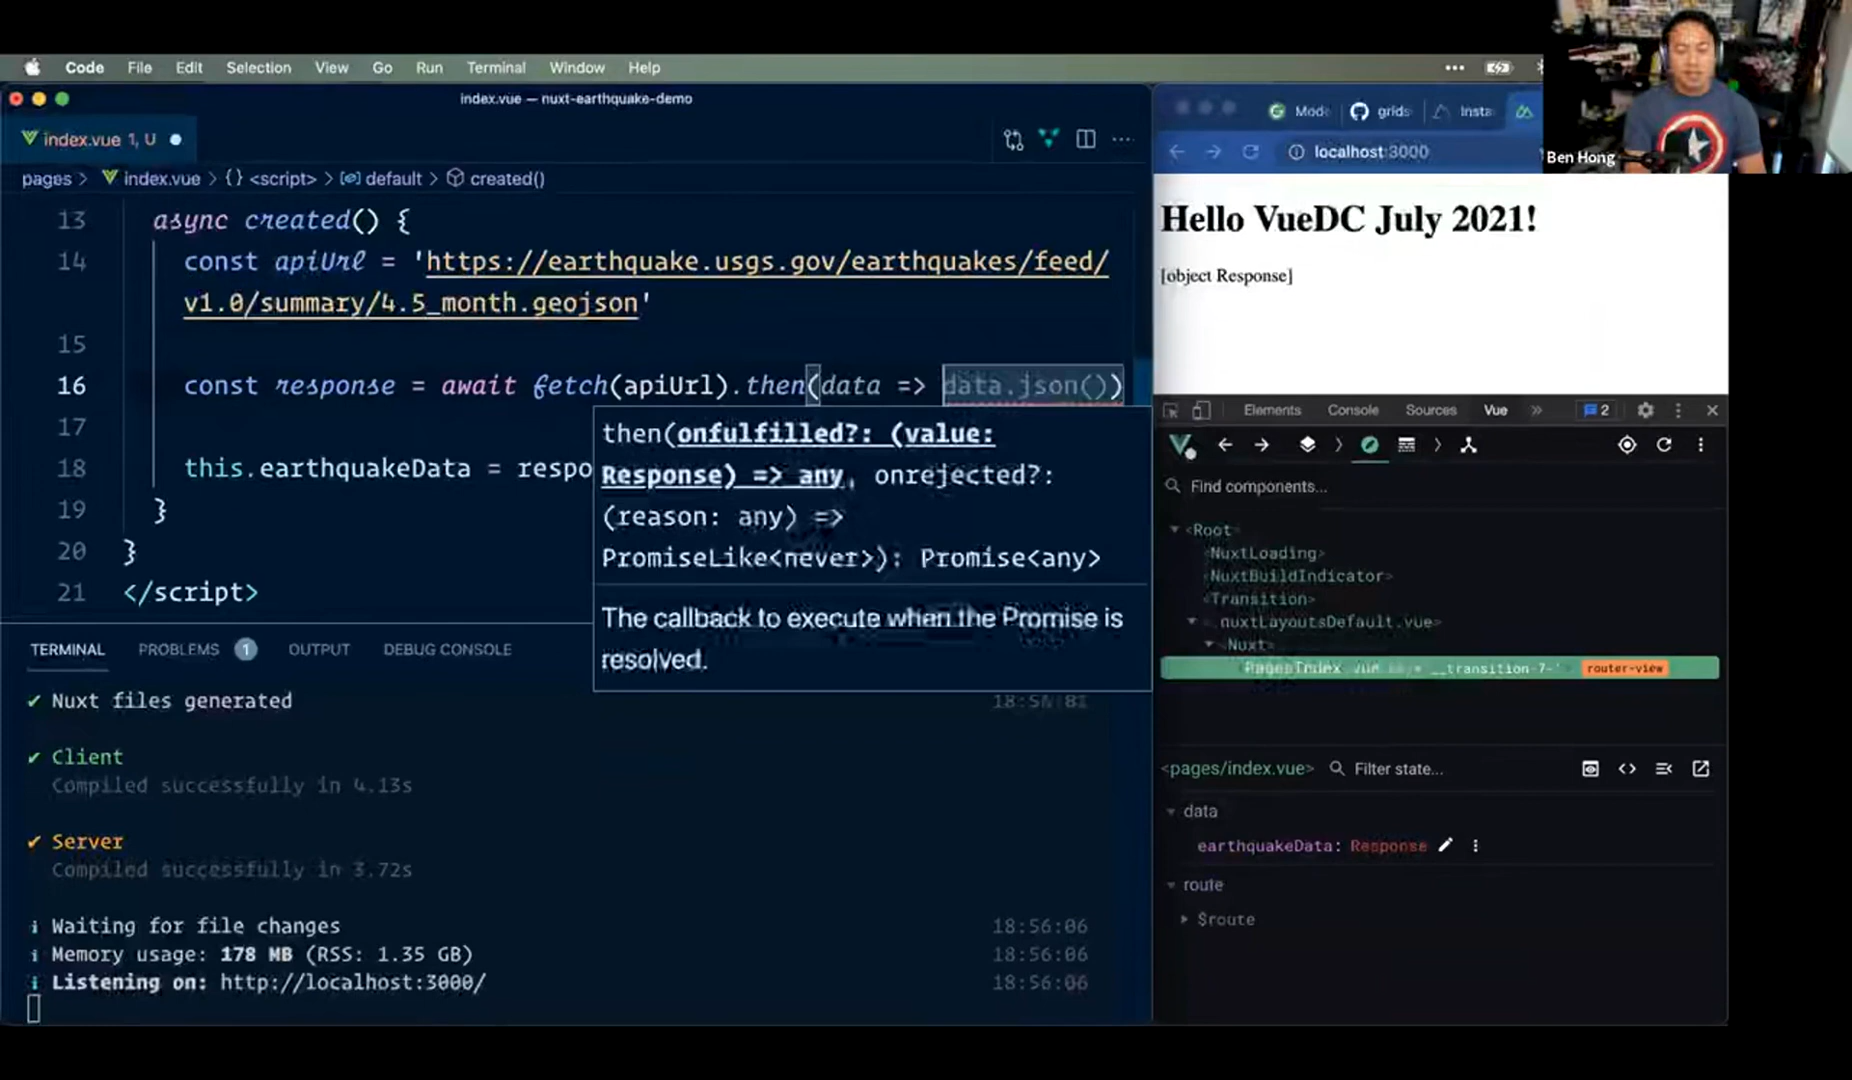 Code File Edit Selection View Go Run Terminal Window Help
Ben Hong
index.vue — nuxt-earthquake-demo
index.vue 1, U
pages > index.vue > {} <script> > default > created()
13 async created() {
14 const apiUrl = 'https://earthquake.usgs.gov/earthquakes/feed/
v1.0/summary/4.5_month.geojson'
15
16 const response = await fetch(apiUrl).then(data => data.json())
17
18 this.earthquakeData = respo
19 }
20 }
21 </script>
then(onfulfilled?: (value:
Response) => any, onrejected?:
(reason: any) =>
PromiseLike<never>): Promise<any>
The callback to execute when the Promise is
resolved.
TERMINAL PROBLEMS 1 OUTPUT DEBUG CONSOLE
✓ Nuxt files generated
✓ Client
Compiled successfully in 4.13s
✓ Server
Compiled successfully in 3.72s
i Waiting for file changes 18:56:06
i Memory usage: 178 MB (RSS: 1.35 GB) 18:56:06
i Listening on: http://localhost:3000/ 18:56:06
Mode grids Insta
localhost:3000
Hello VueDC July 2021!
[object Response]
Elements Console Sources Vue » 2
Find components...
<Root>
<NuxtLoading>
<NuxtBuildIndicator>
<Transition>
nuxtLayoutsDefault.vue>
<Nuxt>
PagesIndex.vue __transition-7- router-view
<pages/index.vue> Filter state...
data
earthquakeData: Response
route
$route